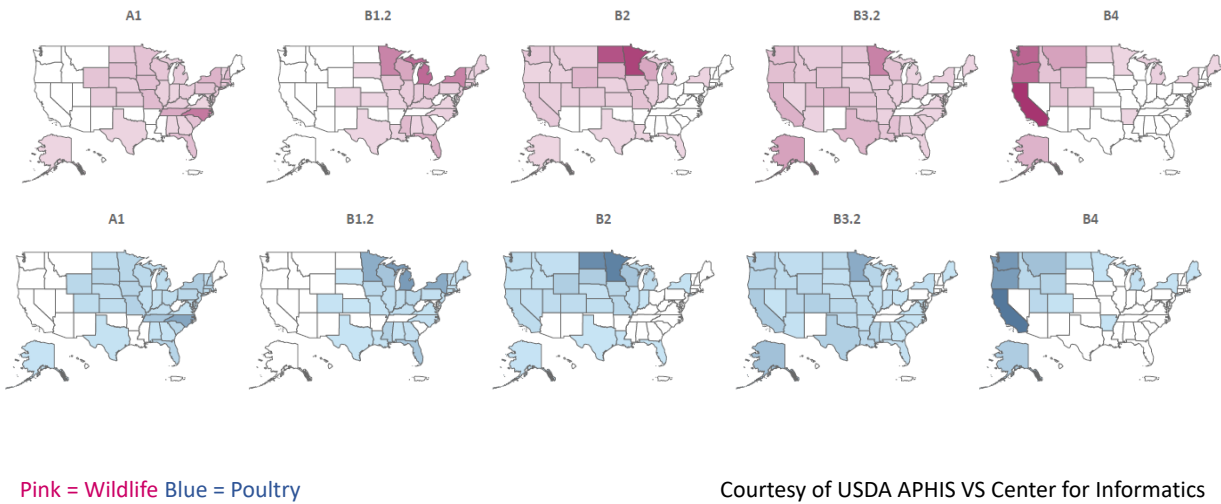 A1 B1.2 B2 B3.2 B4
A1 B1.2 B2 B3.2 B4
Pink = Wildlife Blue = Poultry
Courtesy of USDA APHIS VS Center for Informatics